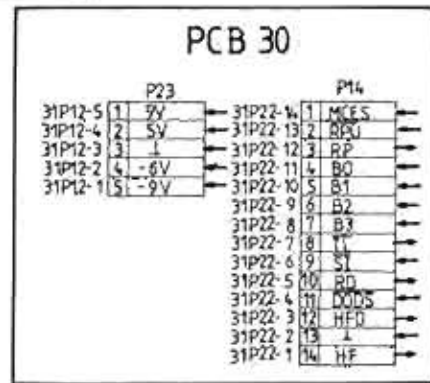 PCB 30
P23
31P12-5 1 9V
31P12-4 2 5V
31P12-3 3 ⊥
31P12-2 4 -6V
31P12-1 5 -9V
P14
31P22-14 1 MCES
31P22-13 2 RPU
31P22-12 3 RP
31P22-11 4 B0
31P22-10 5 B1
31P22-9 6 B2
31P22-8 7 B3
31P22-7 8
31P22-6 9 SI
31P22-5 10 RD
31P22-4 11 DODS
31P22-3 12 HFD
31P22-2 13 ⊥
31P22-1 14 HF